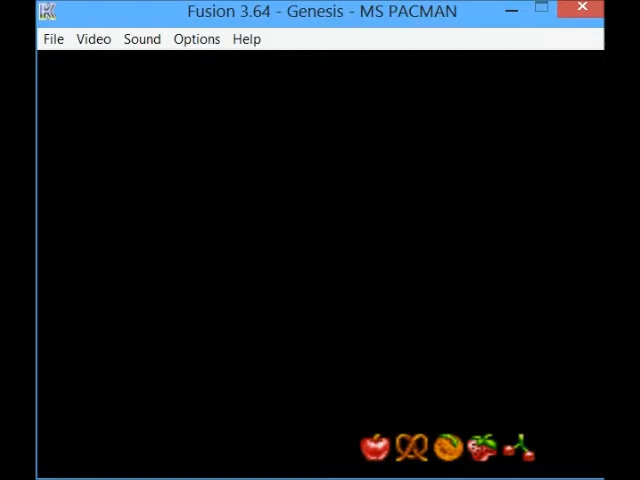 Fusion 3.64 - Genesis - MS PACMAN
File Video Sound Options Help